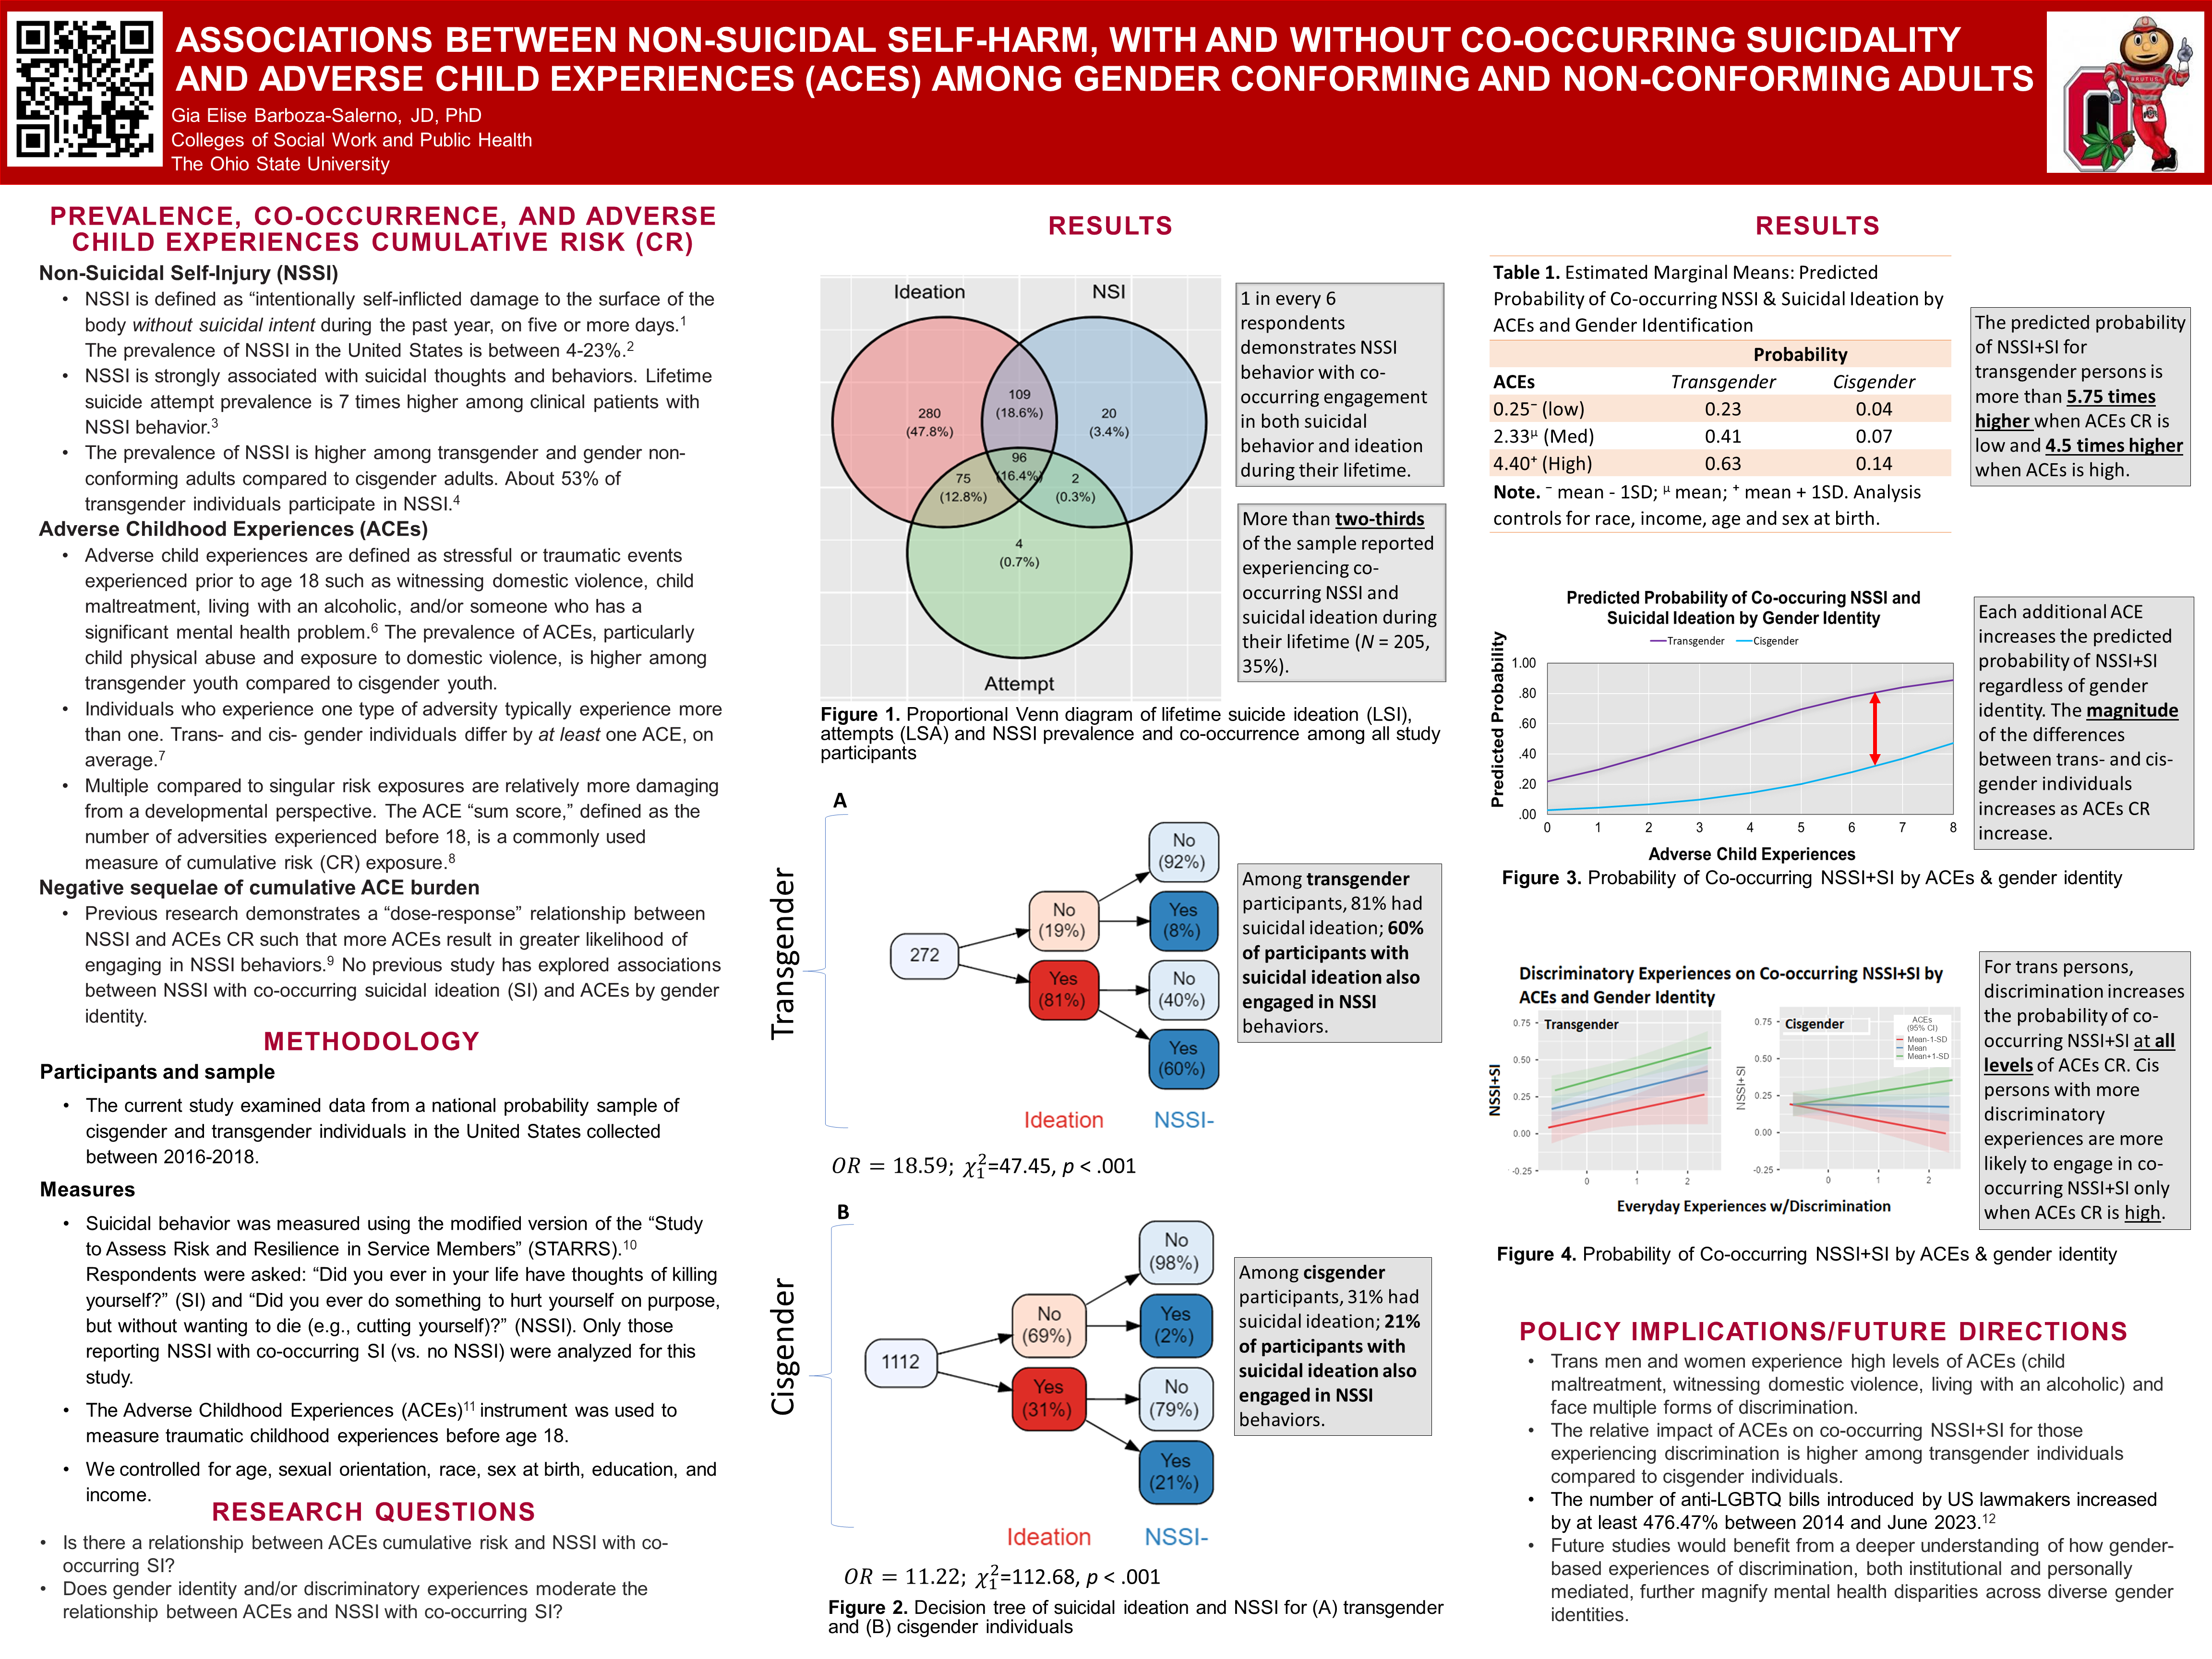 ASSOCIATIONS BETWEEN NON-SUICIDAL SELF-HARM, WITH AND WITHOUT CO-OCCURRING SUICIDALITY
AND ADVERSE CHILD EXPERIENCES (ACES) AMONG GENDER CONFORMING AND NON-CONFORMING ADULTS
Gia Elise Barboza-Salerno, JD, PhD
Colleges of Social Work and Public Health
The Ohio State University
BRUTUS
PREVALENCE, CO-OCCURRENCE, AND ADVERSE
CHILD EXPERIENCES CUMULATIVE RISK (CR)
Non-Suicidal Self-Injury (NSSI)
• NSSI is defined as “intentionally self-inflicted damage to the surface of the
body without suicidal intent during the past year, on five or more days.1
The prevalence of NSSI in the United States is between 4-23%.2
• NSSI is strongly associated with suicidal thoughts and behaviors. Lifetime
suicide attempt prevalence is 7 times higher among clinical patients with
NSSI behavior.3
• The prevalence of NSSI is higher among transgender and gender non-
conforming adults compared to cisgender adults. About 53% of
transgender individuals participate in NSSI.4
Adverse Childhood Experiences (ACEs)
• Adverse child experiences are defined as stressful or traumatic events
experienced prior to age 18 such as witnessing domestic violence, child
maltreatment, living with an alcoholic, and/or someone who has a
significant mental health problem.6 The prevalence of ACEs, particularly
child physical abuse and exposure to domestic violence, is higher among
transgender youth compared to cisgender youth.
• Individuals who experience one type of adversity typically experience more
than one. Trans- and cis- gender individuals differ by at least one ACE, on
average.7
• Multiple compared to singular risk exposures are relatively more damaging
from a developmental perspective. The ACE “sum score,” defined as the
number of adversities experienced before 18, is a commonly used
measure of cumulative risk (CR) exposure.8
Negative sequelae of cumulative ACE burden
• Previous research demonstrates a “dose-response” relationship between
NSSI and ACEs CR such that more ACEs result in greater likelihood of
engaging in NSSI behaviors.9 No previous study has explored associations
between NSSI with co-occurring suicidal ideation (SI) and ACEs by gender
identity.
METHODOLOGY
Participants and sample
• The current study examined data from a national probability sample of
cisgender and transgender individuals in the United States collected
between 2016-2018.
Measures
• Suicidal behavior was measured using the modified version of the “Study
to Assess Risk and Resilience in Service Members” (STARRS).10
Respondents were asked: “Did you ever in your life have thoughts of killing
yourself?” (SI) and “Did you ever do something to hurt yourself on purpose,
but without wanting to die (e.g., cutting yourself)?” (NSSI). Only those
reporting NSSI with co-occurring SI (vs. no NSSI) were analyzed for this
study.
• The Adverse Childhood Experiences (ACEs)11 instrument was used to
measure traumatic childhood experiences before age 18.
• We controlled for age, sexual orientation, race, sex at birth, education, and
income.
RESEARCH QUESTIONS
• Is there a relationship between ACEs cumulative risk and NSSI with co-
occurring SI?
• Does gender identity and/or discriminatory experiences moderate the
relationship between ACEs and NSSI with co-occurring SI?
RESULTS
Ideation NSI
280
(47.8%)
109
(18.6%)
20
(3.4%)
96
(16.4%)
75
(12.8%)
2
(0.3%)
4
(0.7%)
Attempt
1 in every 6
respondents
demonstrates NSSI
behavior with co-
occurring engagement
in both suicidal
behavior and ideation
during their lifetime.
More than two-thirds
of the sample reported
experiencing co-
occurring NSSI and
suicidal ideation during
their lifetime (N = 205,
35%).
Figure 1. Proportional Venn diagram of lifetime suicide ideation (LSI),
attempts (LSA) and NSSI prevalence and co-occurrence among all study
participants
A
Transgender
272
No
(19%)
Yes
(81%)
No
(92%)
Yes
(8%)
No
(40%)
Yes
(60%)
Ideation NSSI-
Among transgender
participants, 81% had
suicidal ideation; 60%
of participants with
suicidal ideation also
engaged in NSSI
behaviors.
OR = 18.59; χ²₁=47.45, p < .001
B
Cisgender
1112
No
(69%)
Yes
(31%)
No
(98%)
Yes
(2%)
No
(79%)
Yes
(21%)
Ideation NSSI-
Among cisgender
participants, 31% had
suicidal ideation; 21%
of participants with
suicidal ideation also
engaged in NSSI
behaviors.
OR = 11.22; χ²₁=112.68, p < .001
Figure 2. Decision tree of suicidal ideation and NSSI for (A) transgender
and (B) cisgender individuals
RESULTS
Table 1. Estimated Marginal Means: Predicted
Probability of Co-occurring NSSI & Suicidal Ideation by
ACEs and Gender Identification
Probability
ACEs Transgender Cisgender
0.25⁻ (low) 0.23 0.04
2.33μ (Med) 0.41 0.07
4.40⁺ (High) 0.63 0.14
Note. ⁻ mean - 1SD; μ mean; ⁺ mean + 1SD. Analysis
controls for race, income, age and sex at birth.
The predicted probability
of NSSI+SI for
transgender persons is
more than 5.75 times
higher when ACEs CR is
low and 4.5 times higher
when ACEs is high.
Predicted Probability of Co-occuring NSSI and
Suicidal Ideation by Gender Identity
Transgender Cisgender
Predicted Probability
1.00
.80
.60
.40
.20
.00
0 1 2 3 4 5 6 7 8
Adverse Child Experiences
Each additional ACE
increases the predicted
probability of NSSI+SI
regardless of gender
identity. The magnitude
of the differences
between trans- and cis-
gender individuals
increases as ACEs CR
increase.
Figure 3. Probability of Co-occurring NSSI+SI by ACEs & gender identity
Discriminatory Experiences on Co-occurring NSSI+SI by
ACEs and Gender Identity
NSSI+SI
Transgender
0.75
0.50
0.25
0.00
-0.25
0 1 2
NSSI+SI
Cisgender
0.75
0.50
0.25
0.00
-0.25
0 1 2
ACEs
(95% CI)
Mean-1-SD
Mean
Mean+1-SD
Everyday Experiences w/Discrimination
For trans persons,
discrimination increases
the probability of co-
occurring NSSI+SI at all
levels of ACEs CR. Cis
persons with more
discriminatory
experiences are more
likely to engage in co-
occurring NSSI+SI only
when ACEs CR is high.
Figure 4. Probability of Co-occurring NSSI+SI by ACEs & gender identity
POLICY IMPLICATIONS/FUTURE DIRECTIONS
• Trans men and women experience high levels of ACEs (child
maltreatment, witnessing domestic violence, living with an alcoholic) and
face multiple forms of discrimination.
• The relative impact of ACEs on co-occurring NSSI+SI for those
experiencing discrimination is higher among transgender individuals
compared to cisgender individuals.
• The number of anti-LGBTQ bills introduced by US lawmakers increased
by at least 476.47% between 2014 and June 2023.12
• Future studies would benefit from a deeper understanding of how gender-
based experiences of discrimination, both institutional and personally
mediated, further magnify mental health disparities across diverse gender
identities.